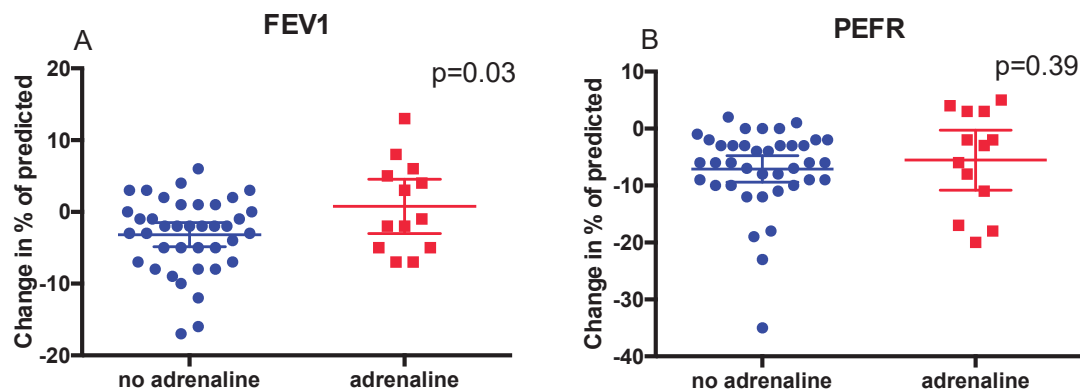 A
FEV1
p=0.03
Change in % of predicted
20
10
0
-10
-20
no adrenaline
adrenaline
B
PEFR
p=0.39
Change in % of predicted
10
0
-10
-20
-30
-40
no adrenaline
adrenaline